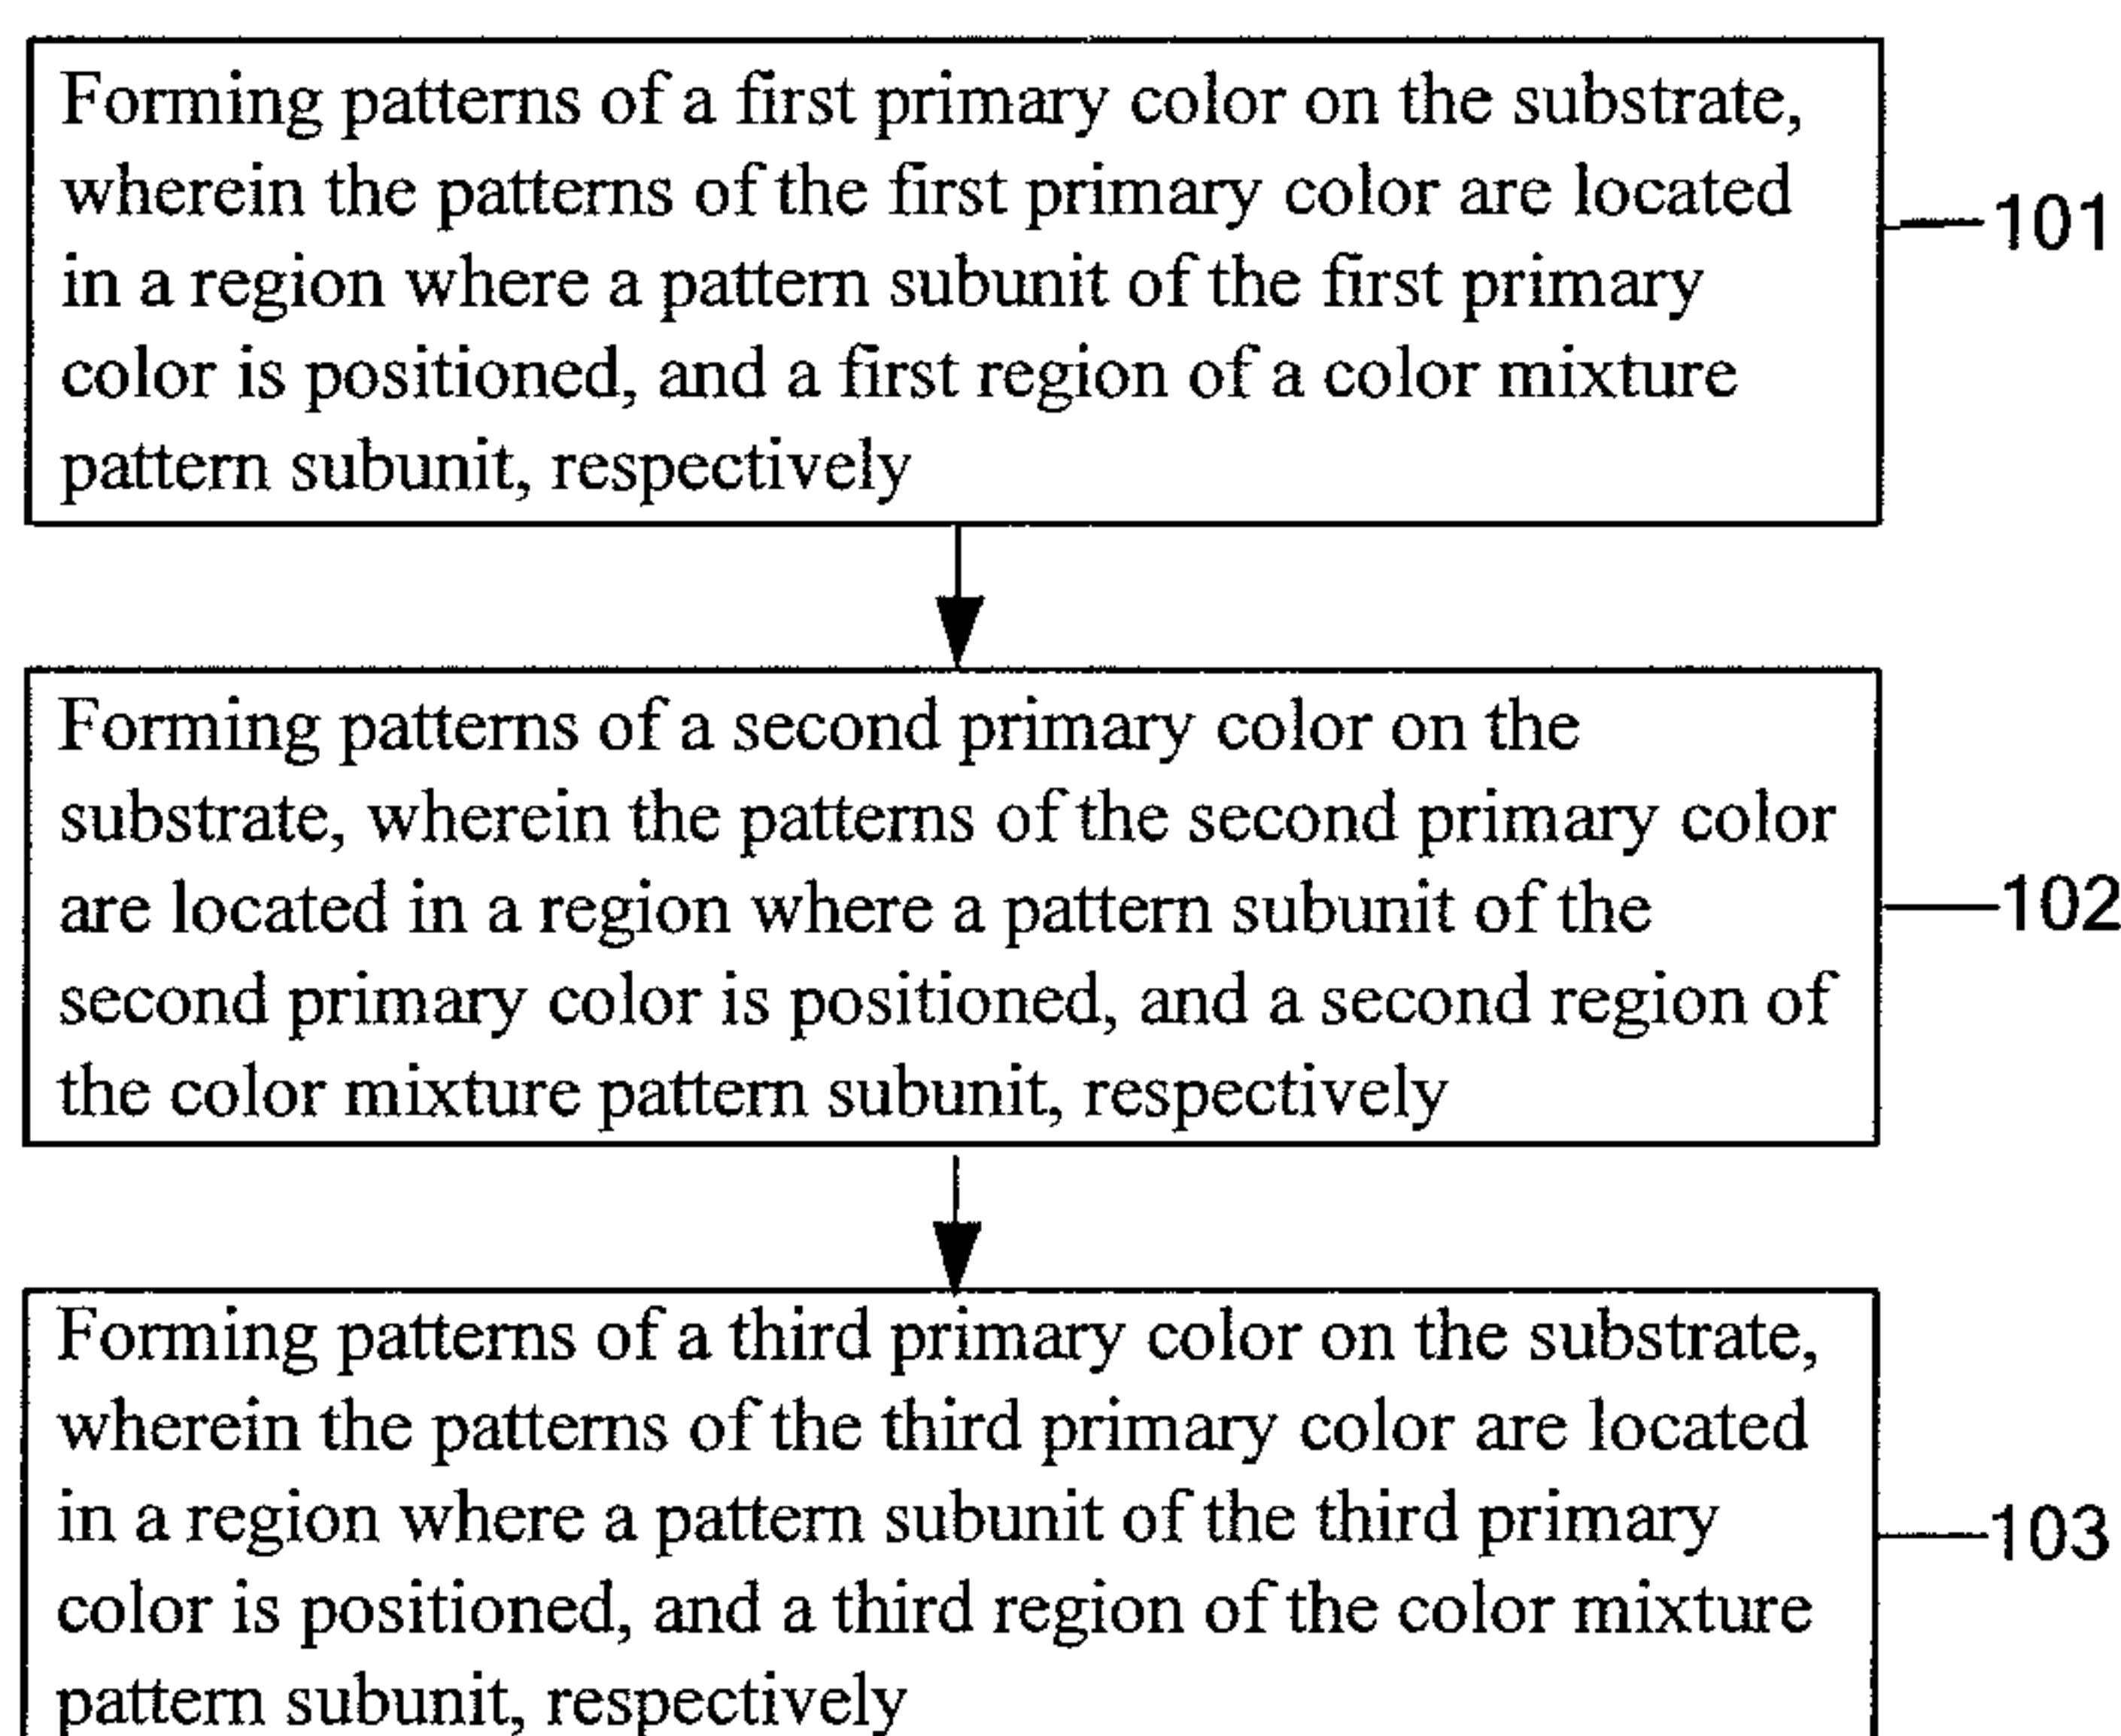 Forming patterns of a first primary color on the substrate,
wherein the patterns of the first primary color are located
in a region where a pattern subunit of the first primary
color is positioned, and a first region of a color mixture
pattern subunit, respectively
101
Forming patterns of a second primary color on the
substrate, wherein the patterns of the second primary color
are located in a region where a pattern subunit of the
second primary color is positioned, and a second region of
the color mixture pattern subunit, respectively
102
Forming patterns of a third primary color on the substrate,
wherein the patterns of the third primary color are located
in a region where a pattern subunit of the third primary
color is positioned, and a third region of the color mixture
pattern subunit, respectively
103